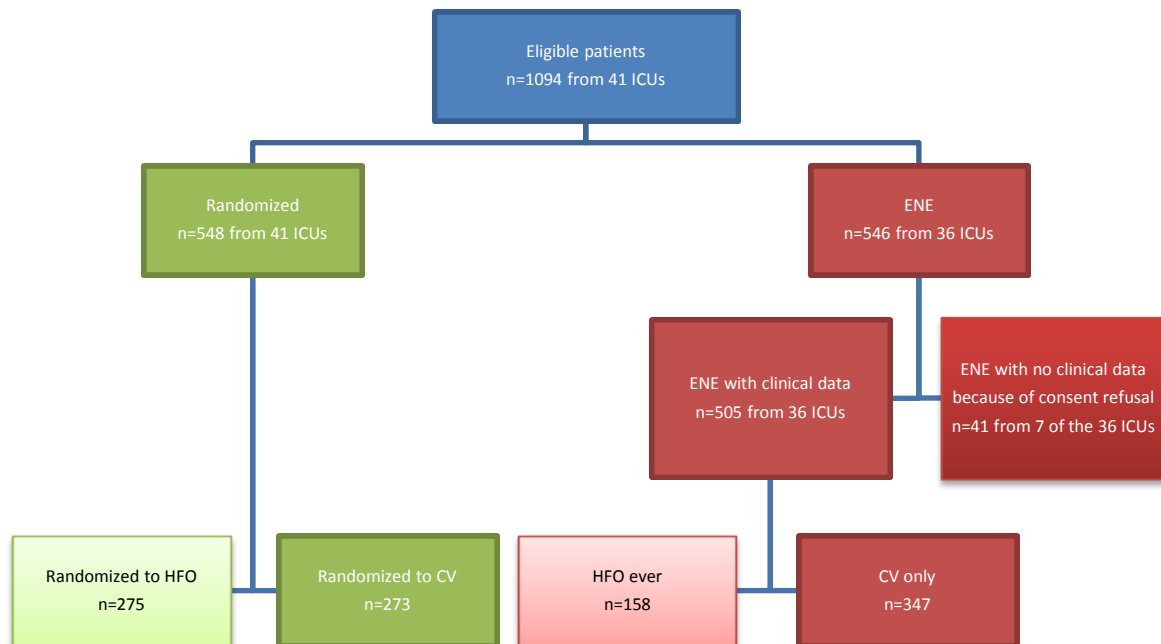 Eligible patients
n=1094 from 41 ICUs
Randomized
n=548 from 41 ICUs
ENE
n=546 from 36 ICUs
ENE with clinical data
n=505 from 36 ICUs
ENE with no clinical data
because of consent refusal
n=41 from 7 of the 36 ICUs
Randomized to HFO
n=275
Randomized to CV
n=273
HFO ever
n=158
CV only
n=347